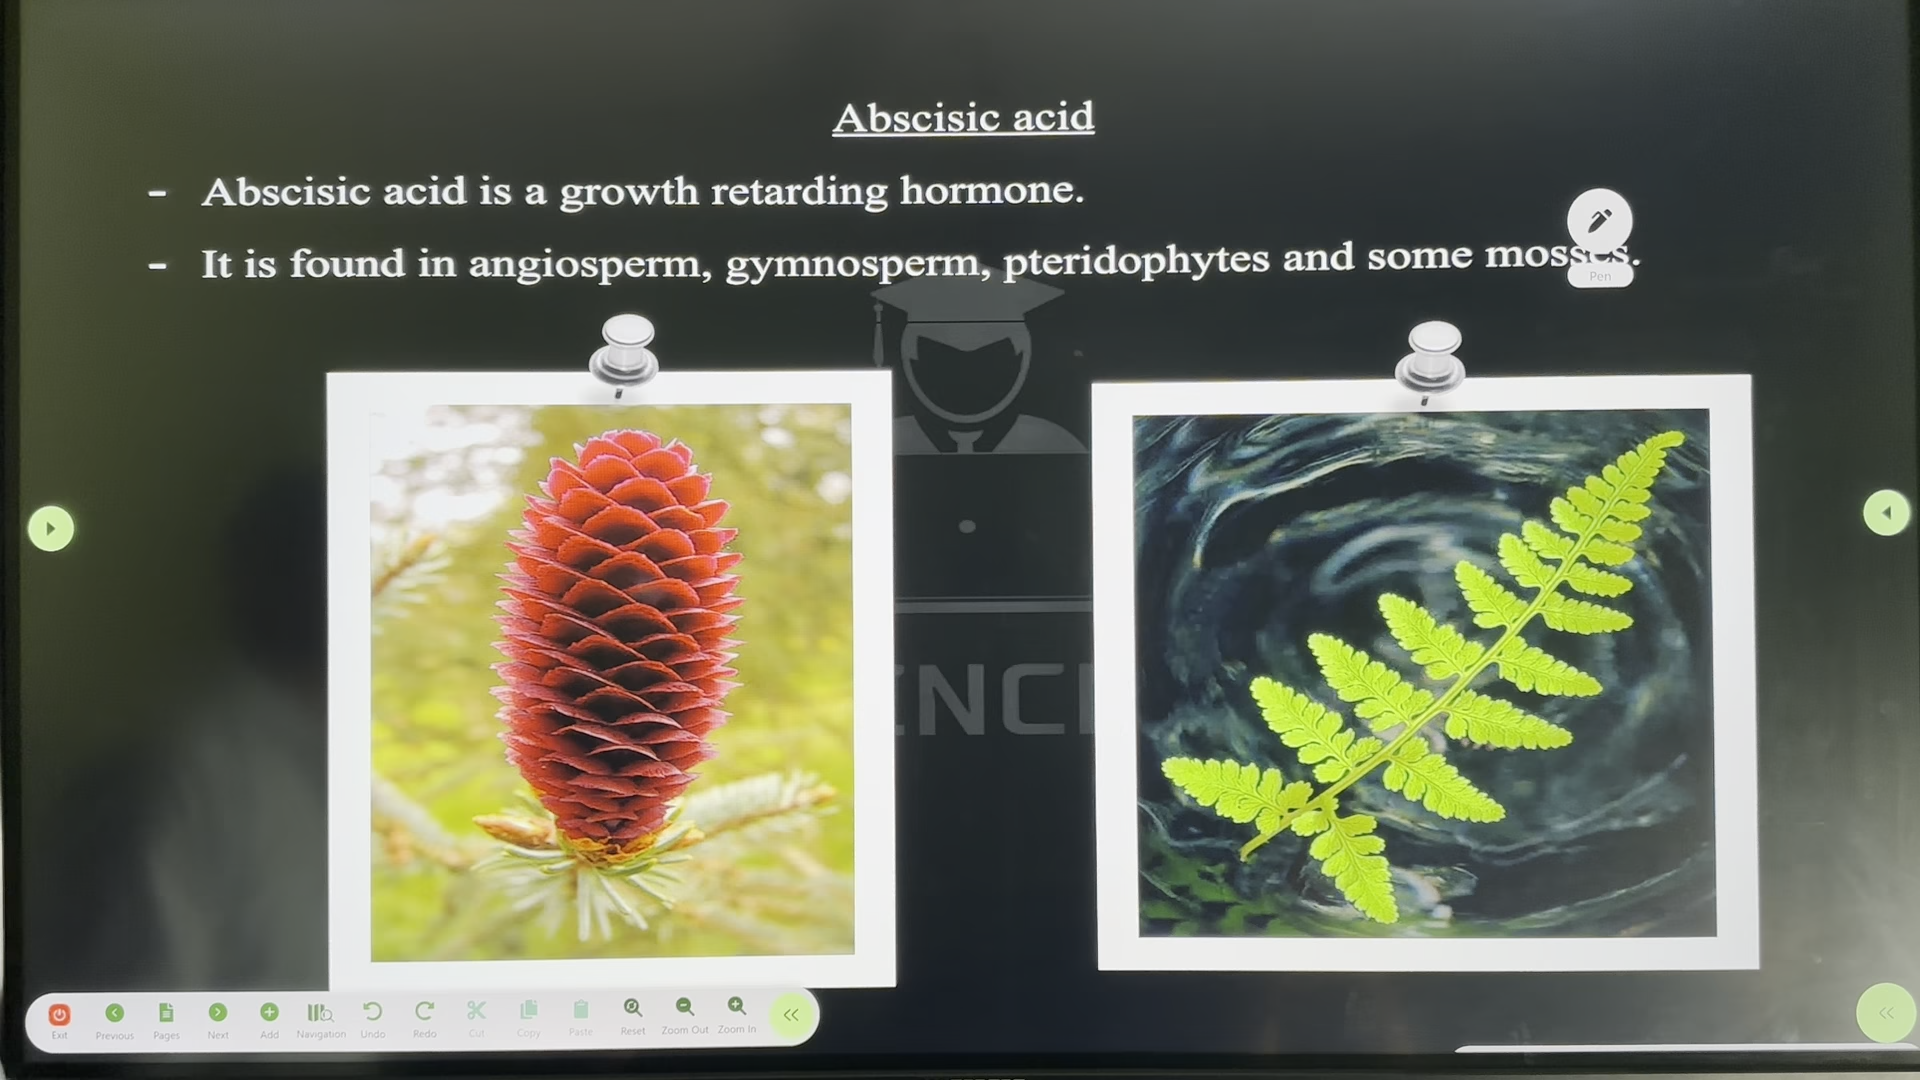 Abscisic acid
- Abscisic acid is a growth retarding hormone.
- It is found in angiosperm, gymnosperm, pteridophytes and some mosses.
Pen
ENCE
Exit Previous Pages Next Add Navigation Undo Redo Cut Copy Paste Reset Zoom Out Zoom In